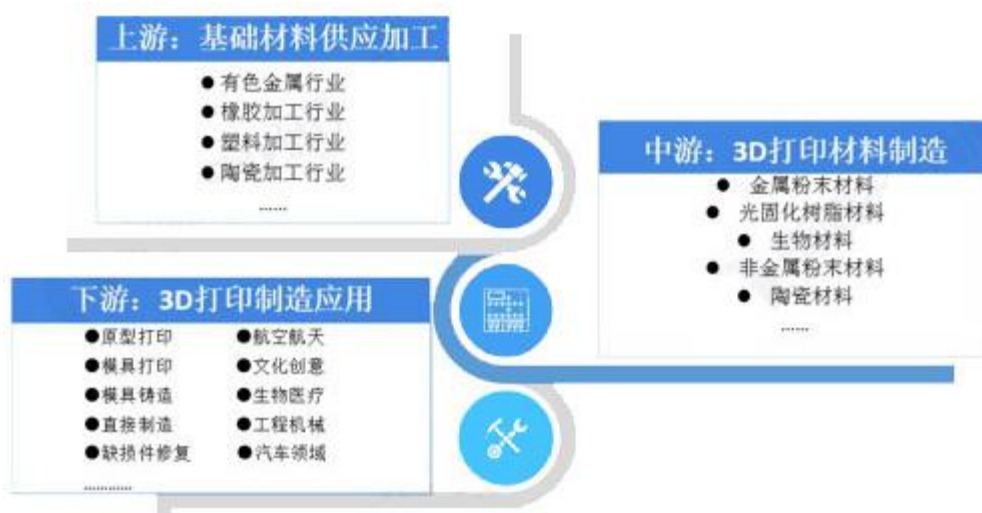 上游：基础材料供应加工
●有色金属行业
●橡胶加工行业
●塑料加工行业
●陶瓷加工行业
......
中游：3D打印材料制造
●金属粉末材料
●光固化树脂材料
●生物材料
●非金属粉末材料
●陶瓷材料
......
下游：3D打印制造应用
●原型打印 ●航空航天
●模具打印 ●文化创意
●模具铸造 ●生物医疗
●直接制造 ●工程机械
●缺损件修复 ●汽车领域
...........